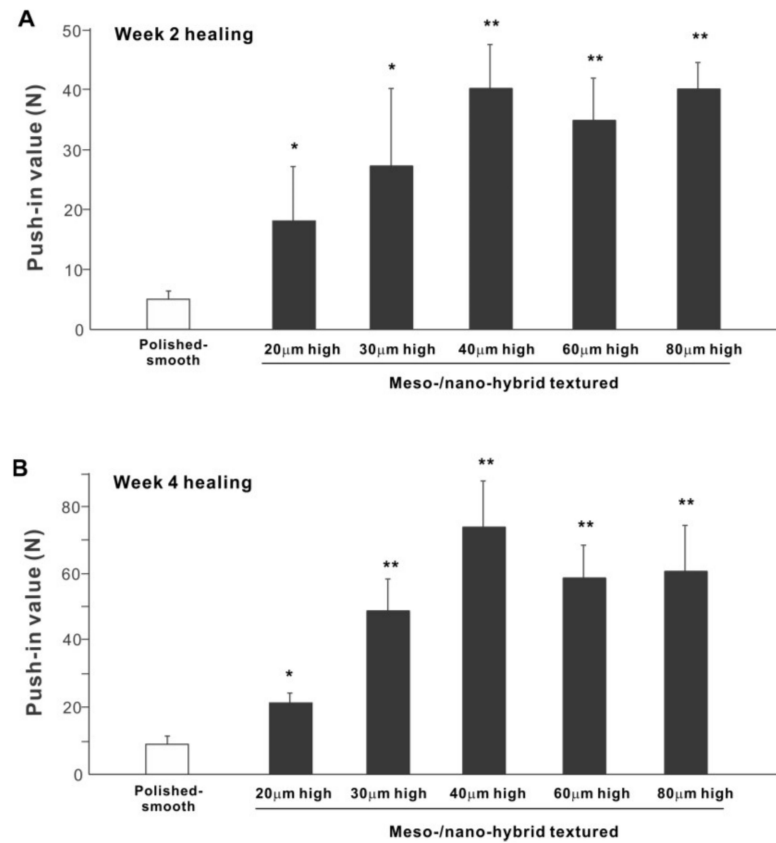 A
Week 2 healing
Push-in value (N)
50
40
30
20
10
0
*
*
**
**
**
Polished-
smooth
20μm high 30μm high 40μm high 60μm high 80μm high
Meso-/nano-hybrid textured
B
Week 4 healing
Push-in value (N)
80
60
40
20
0
*
**
**
**
**
Polished-
smooth
20μm high 30μm high 40μm high 60μm high 80μm high
Meso-/nano-hybrid textured